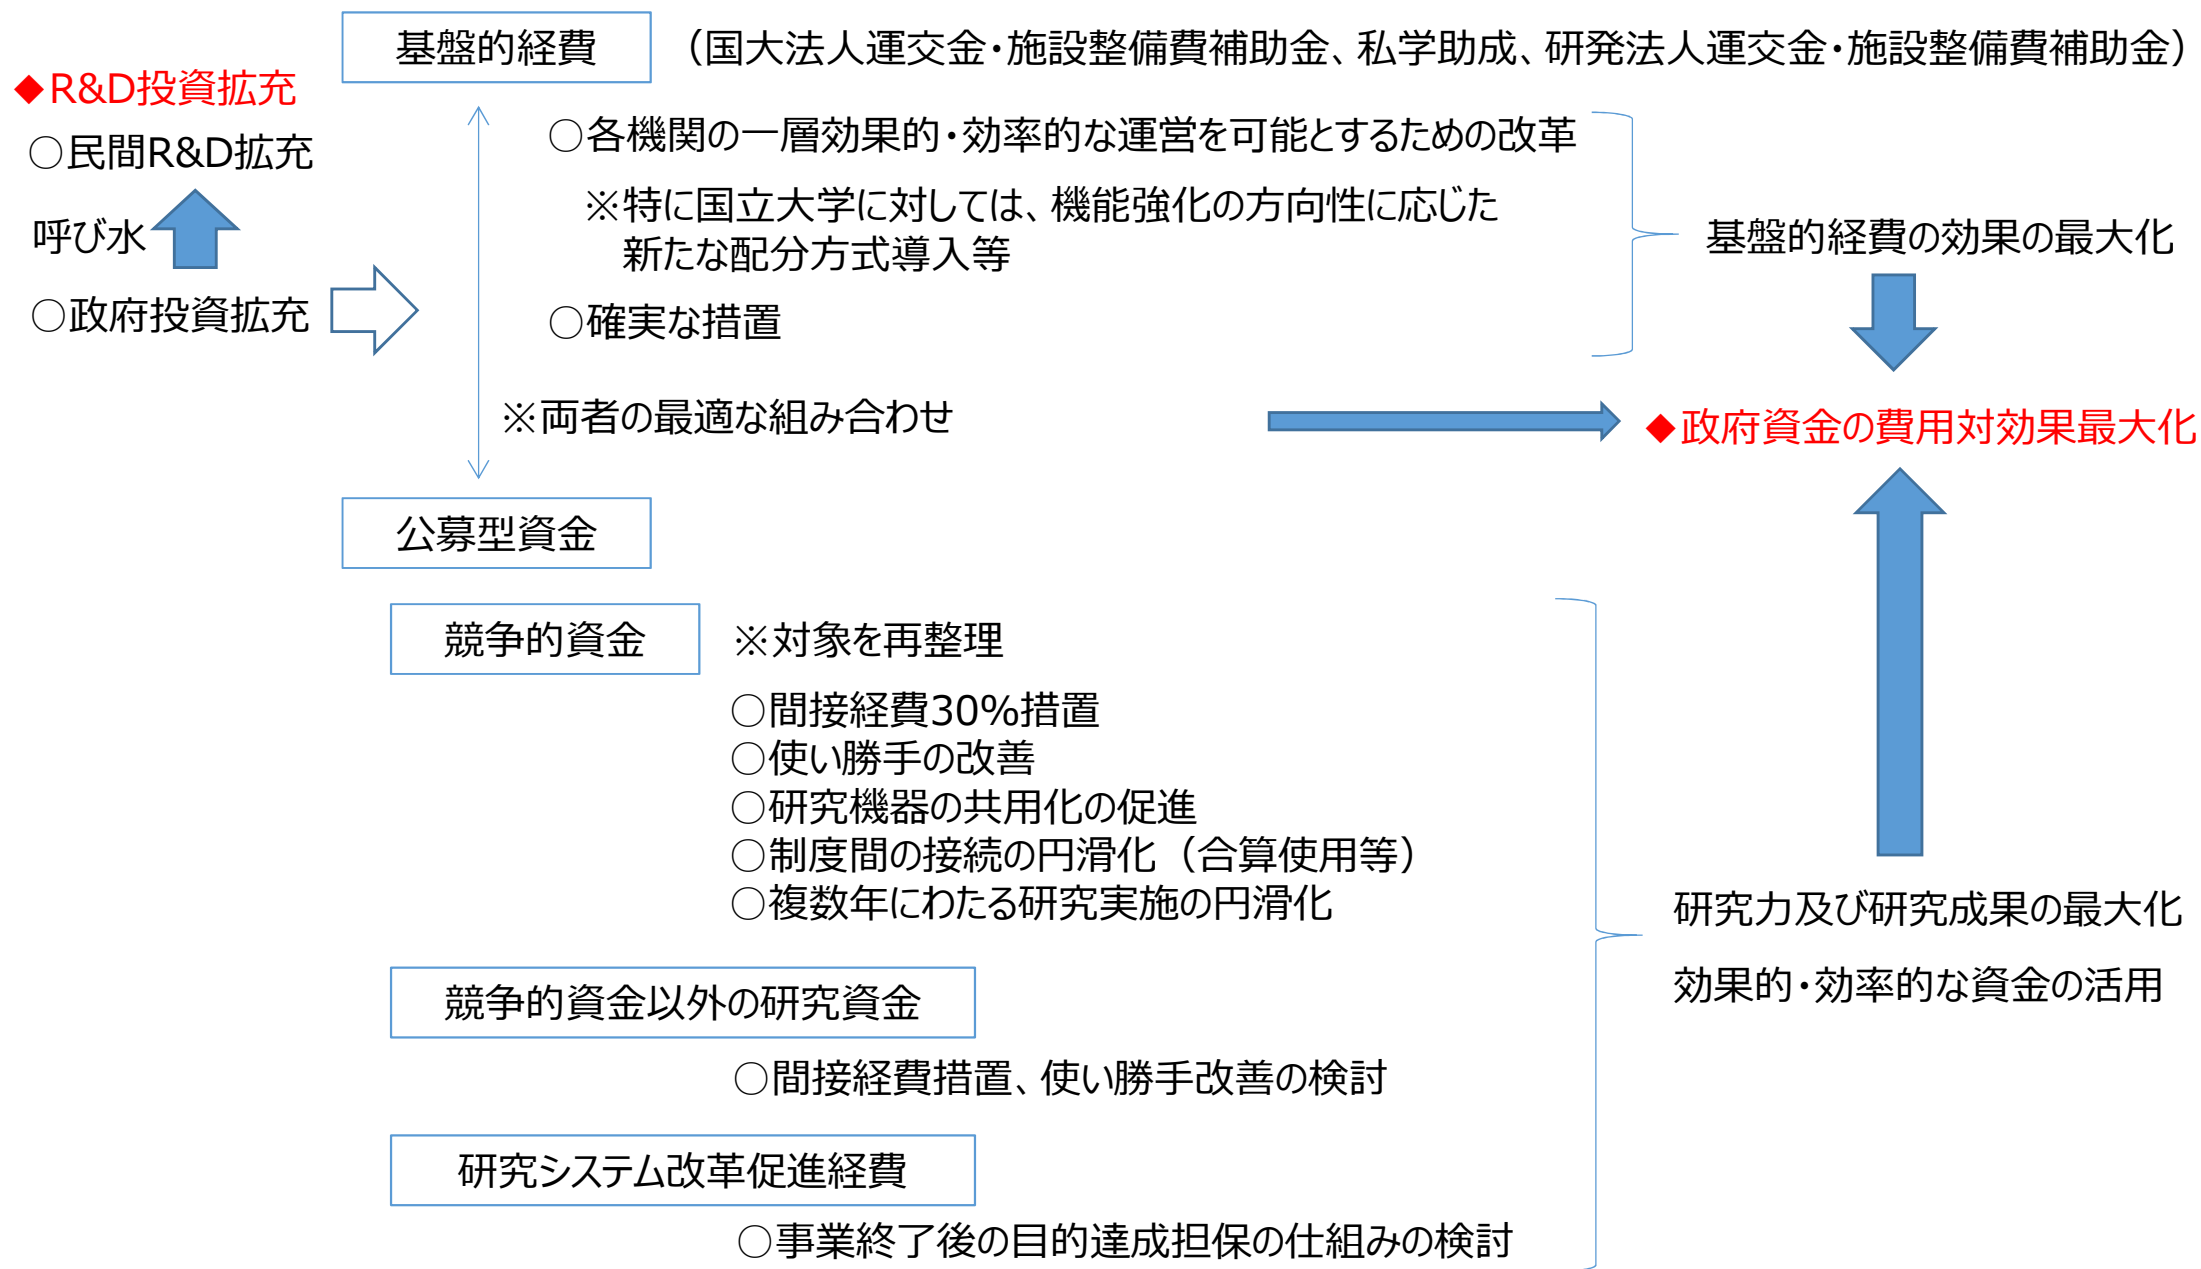 基盤的経費
（国大法人運交金・施設整備費補助金、私学助成、研発法人運交金・施設整備費補助金）
◆R&D投資拡充
○民間R&D拡充
呼び水
○政府投資拡充
○各機関の一層効果的・効率的な運営を可能とするための改革
※特に国立大学に対しては、機能強化の方向性に応じた
新たな配分方式導入等
○確実な措置
基盤的経費の効果の最大化
※両者の最適な組み合わせ
◆政府資金の費用対効果最大化
公募型資金
競争的資金
※対象を再整理
○間接経費30%措置
○使い勝手の改善
○研究機器の共用化の促進
○制度間の接続の円滑化（合算使用等）
○複数年にわたる研究実施の円滑化
研究力及び研究成果の最大化
効果的・効率的な資金の活用
競争的資金以外の研究資金
○間接経費措置、使い勝手改善の検討
研究システム改革促進経費
○事業終了後の目的達成担保の仕組みの検討